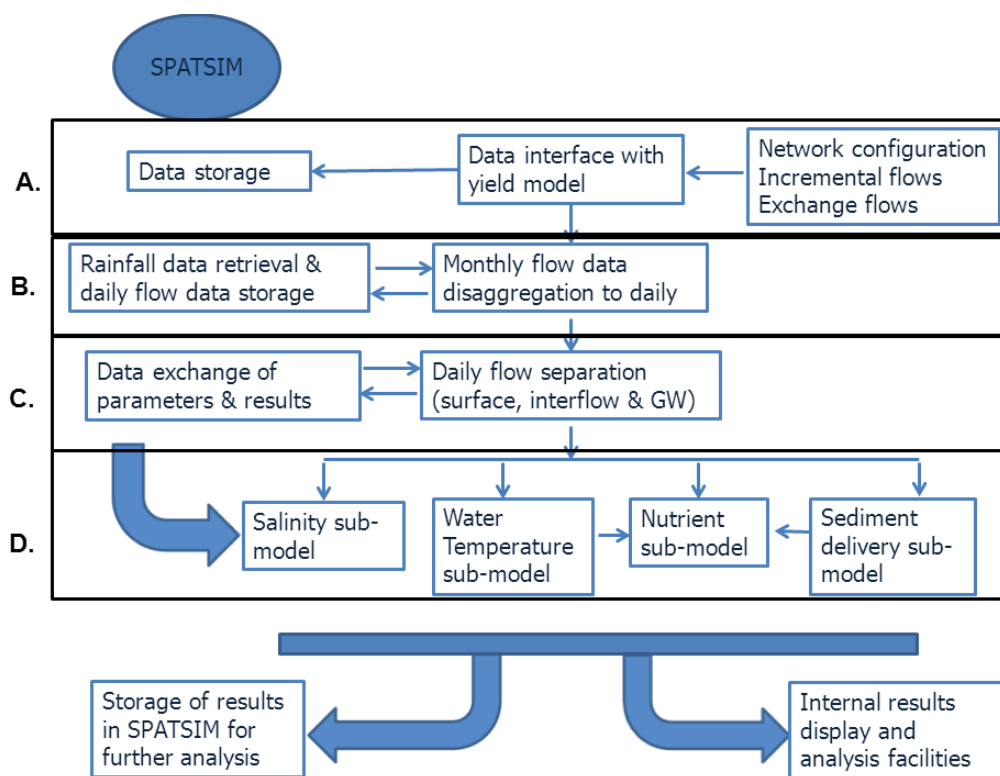 SPATSIM
A.
Data storage
Data interface with
yield model
Network configuration
Incremental flows
Exchange flows
B.
Rainfall data retrieval &
daily flow data storage
Monthly flow data
disaggregation to daily
C.
Data exchange of
parameters & results
Daily flow separation
(surface, interflow & GW)
D.
Salinity sub-
model
Water
Temperature
sub-model
Nutrient
sub-model
Sediment
delivery sub-
model
Storage of results
in SPATSIM for
further analysis
Internal results
display and
analysis facilities